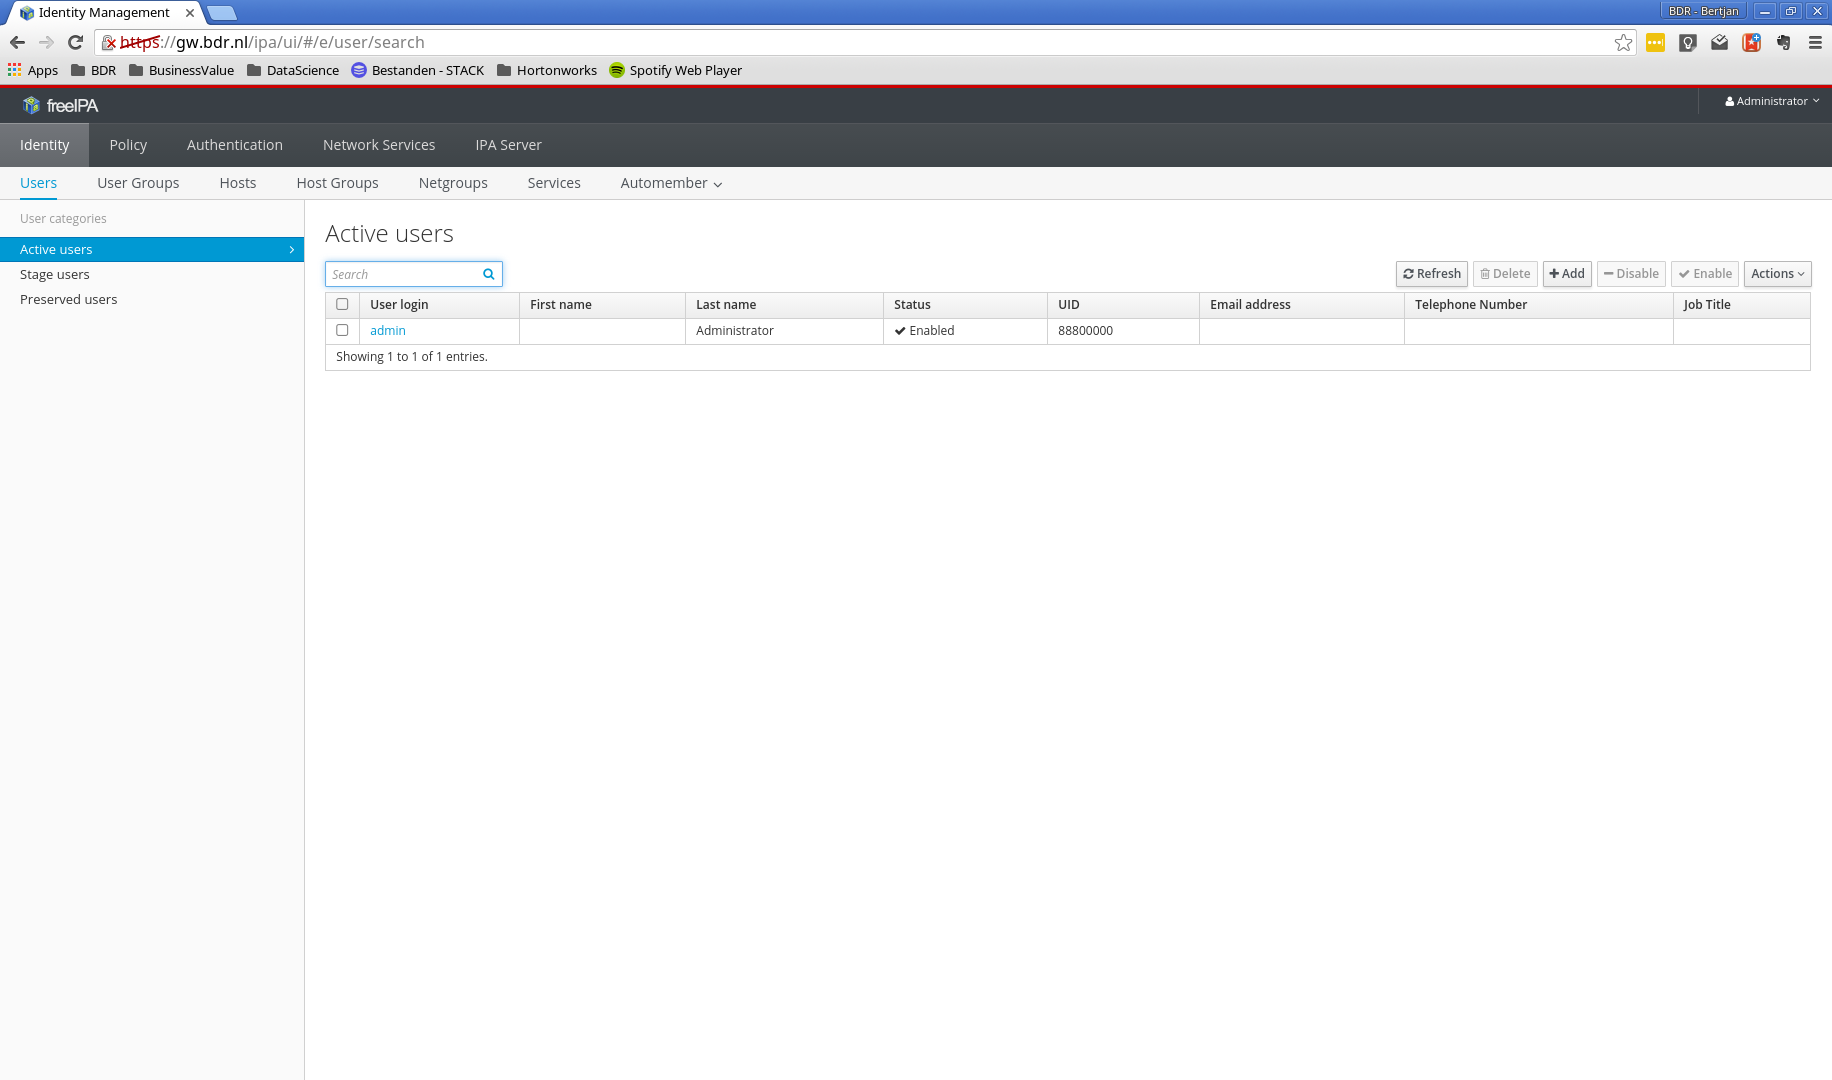 Identity Management
BDR - Bertjan
https://gw.bdr.nl/ipa/ui/#/e/user/search
Apps BDR BusinessValue DataScience Bestanden - STACK Hortonworks Spotify Web Player
freeIPA
Administrator
Identity Policy Authentication Network Services IPA Server
Users User Groups Hosts Host Groups Netgroups Services Automember
User categories
Active users
Stage users
Preserved users
Active users
Search Refresh Delete Add Disable Enable Actions
User login First name Last name Status UID Email address Telephone Number Job Title
admin Administrator Enabled 88800000
Showing 1 to 1 of 1 entries.